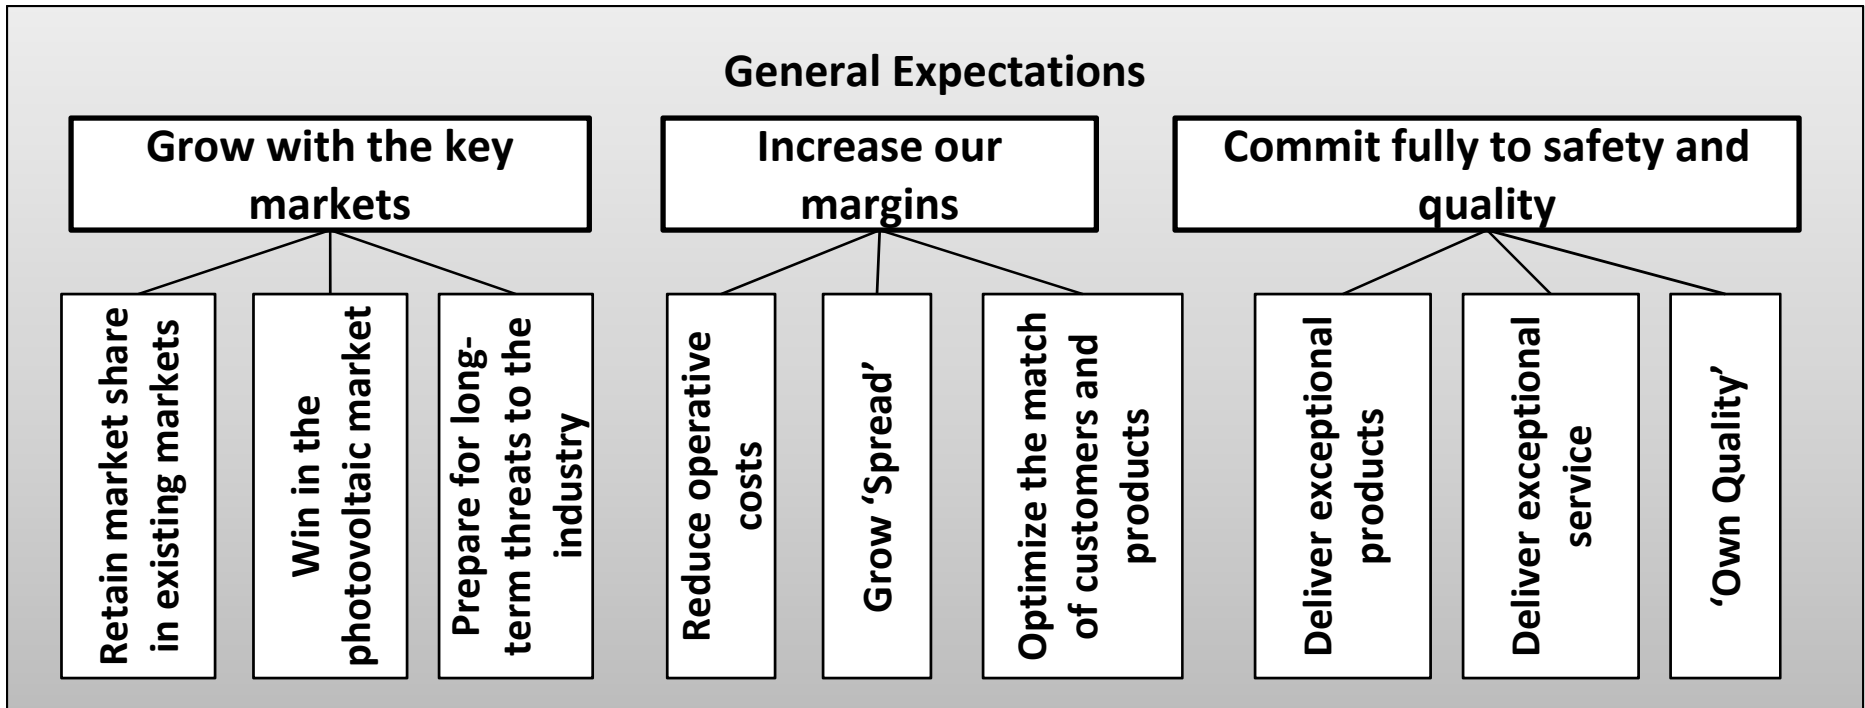 General Expectations
Grow with the key
markets
Increase our
margins
Commit fully to safety and
quality
Retain market share
in existing markets
Win in the
photovoltaic market
Prepare for long-
term threats to the
industry
Reduce operative
costs
Grow ‘Spread’
Optimize the match
of customers and
products
Deliver exceptional
products
Deliver exceptional
service
‘Own Quality’